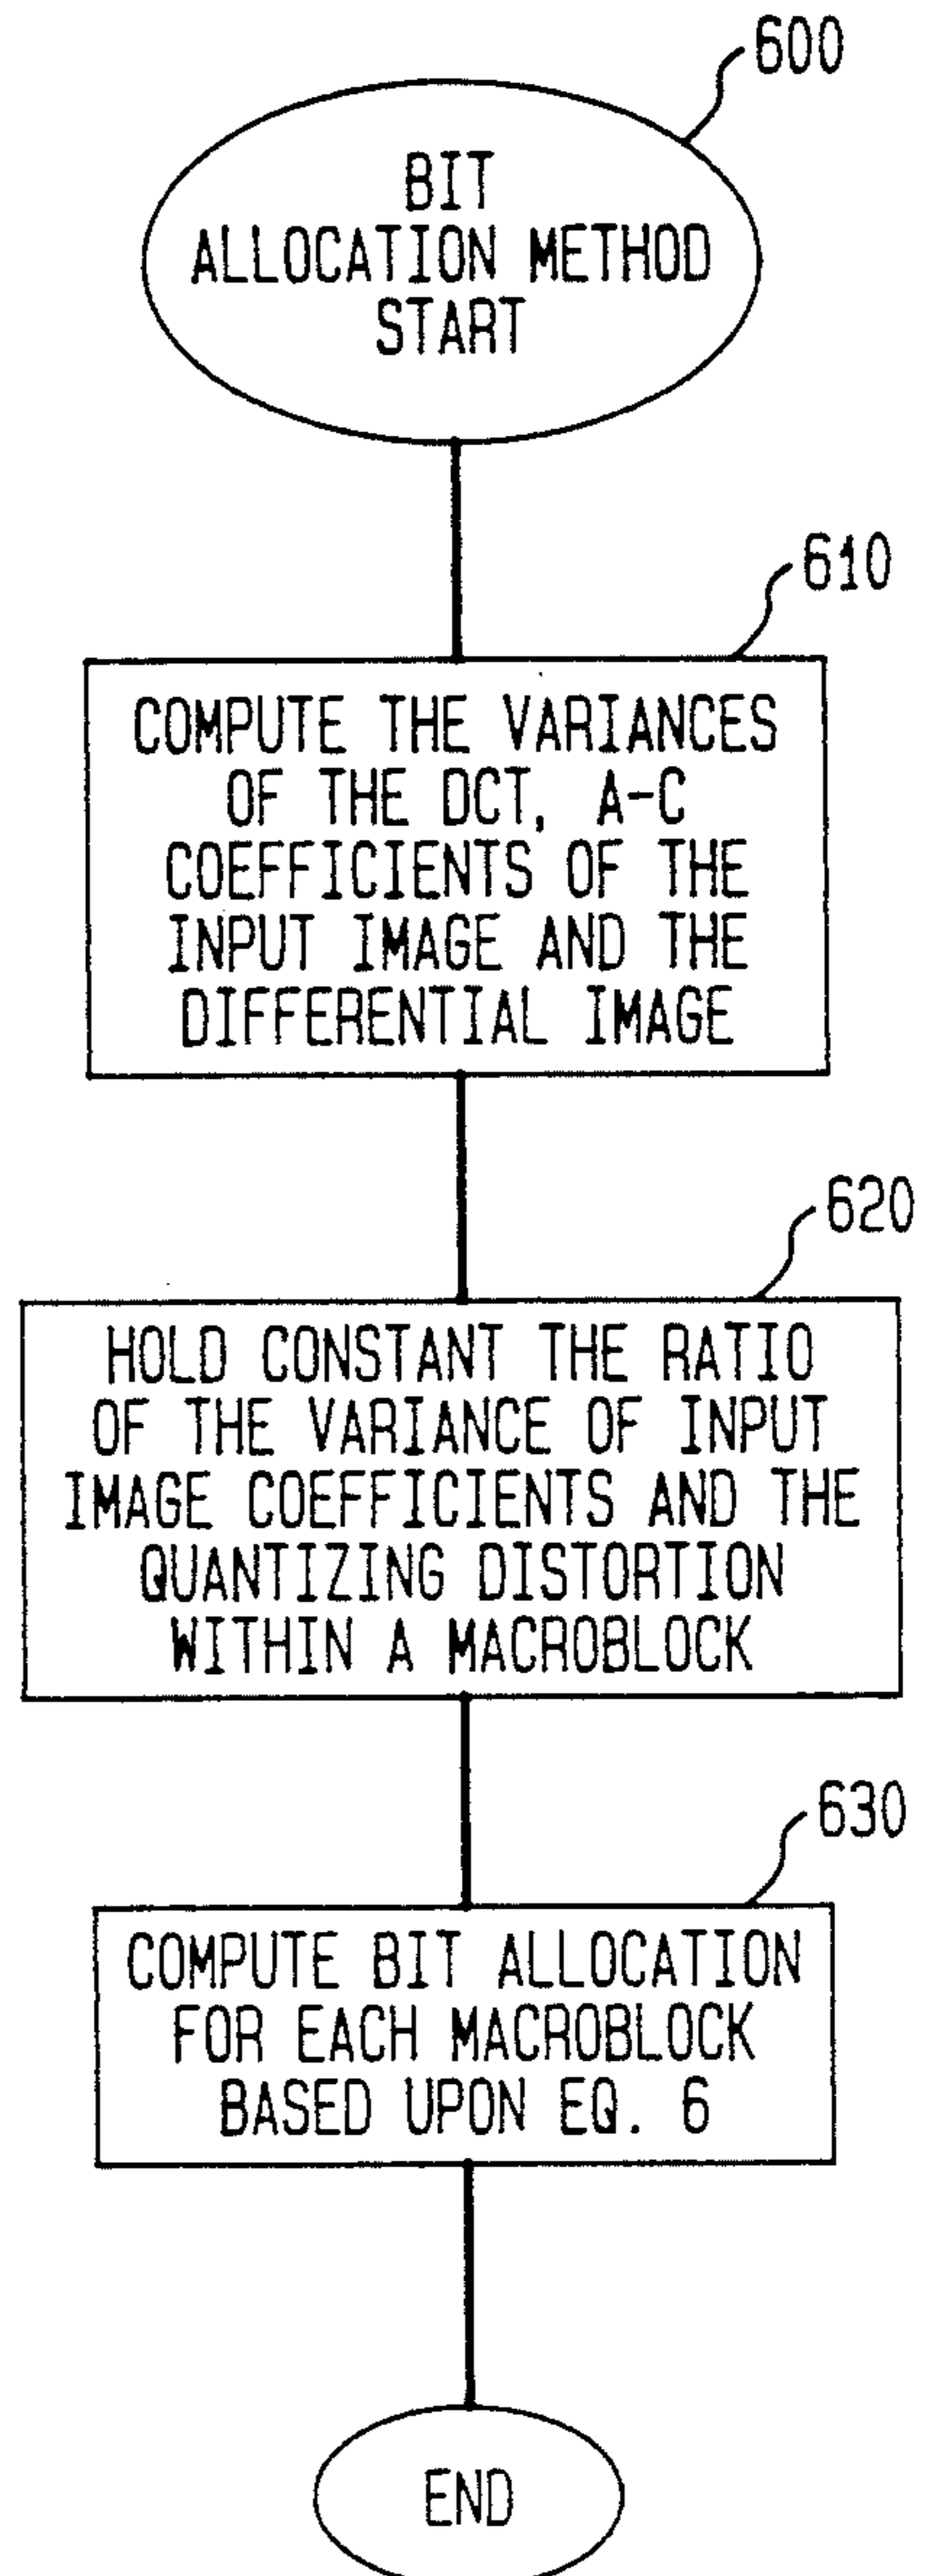 600
BIT
ALLOCATION METHOD
START
610
COMPUTE THE VARIANCES
OF THE DCT, A-C
COEFFICIENTS OF THE
INPUT IMAGE AND THE
DIFFERENTIAL IMAGE
620
HOLD CONSTANT THE RATIO
OF THE VARIANCE OF INPUT
IMAGE COEFFICIENTS AND THE
QUANTIZING DISTORTION
WITHIN A MACROBLOCK
630
COMPUTE BIT ALLOCATION
FOR EACH MACROBLOCK
BASED UPON EQ. 6
END